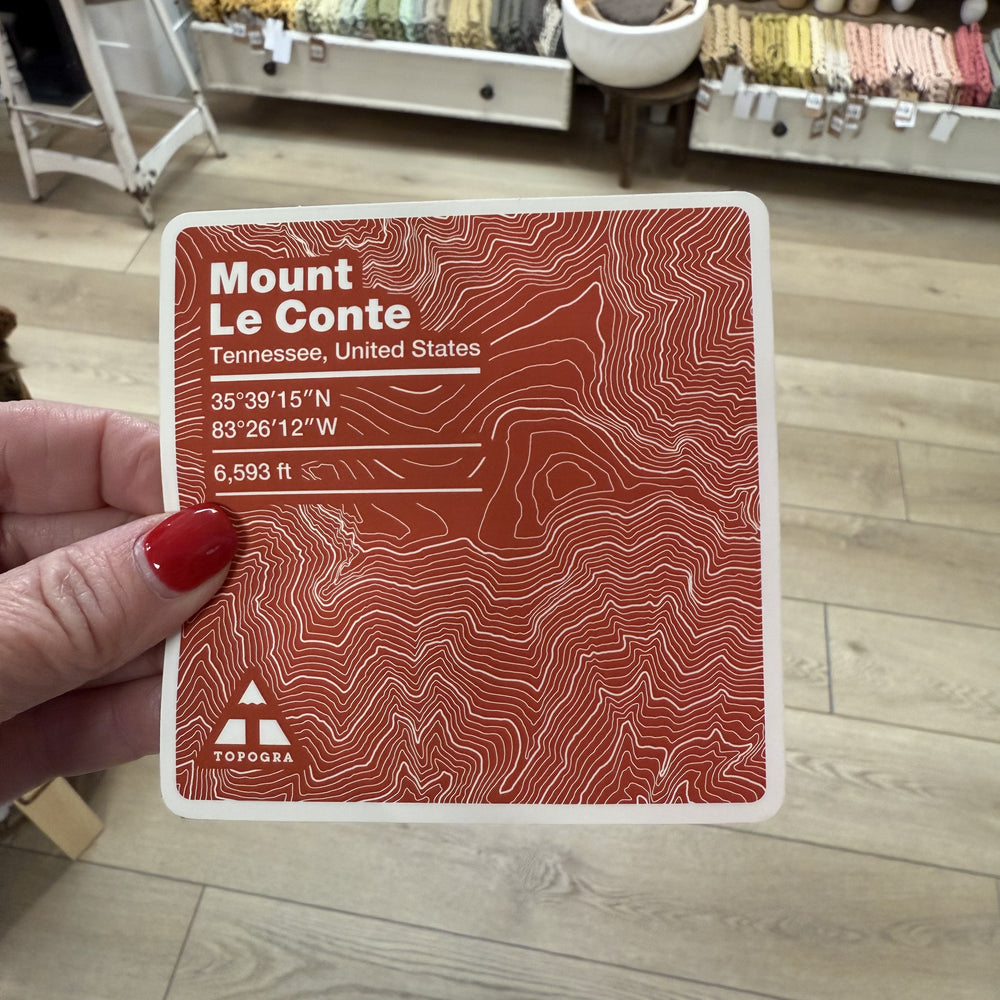 Mount
Le Conte
Tennessee, United States
35°39′15″N
83°26′12″W
6,593 ft
TOPOGRA